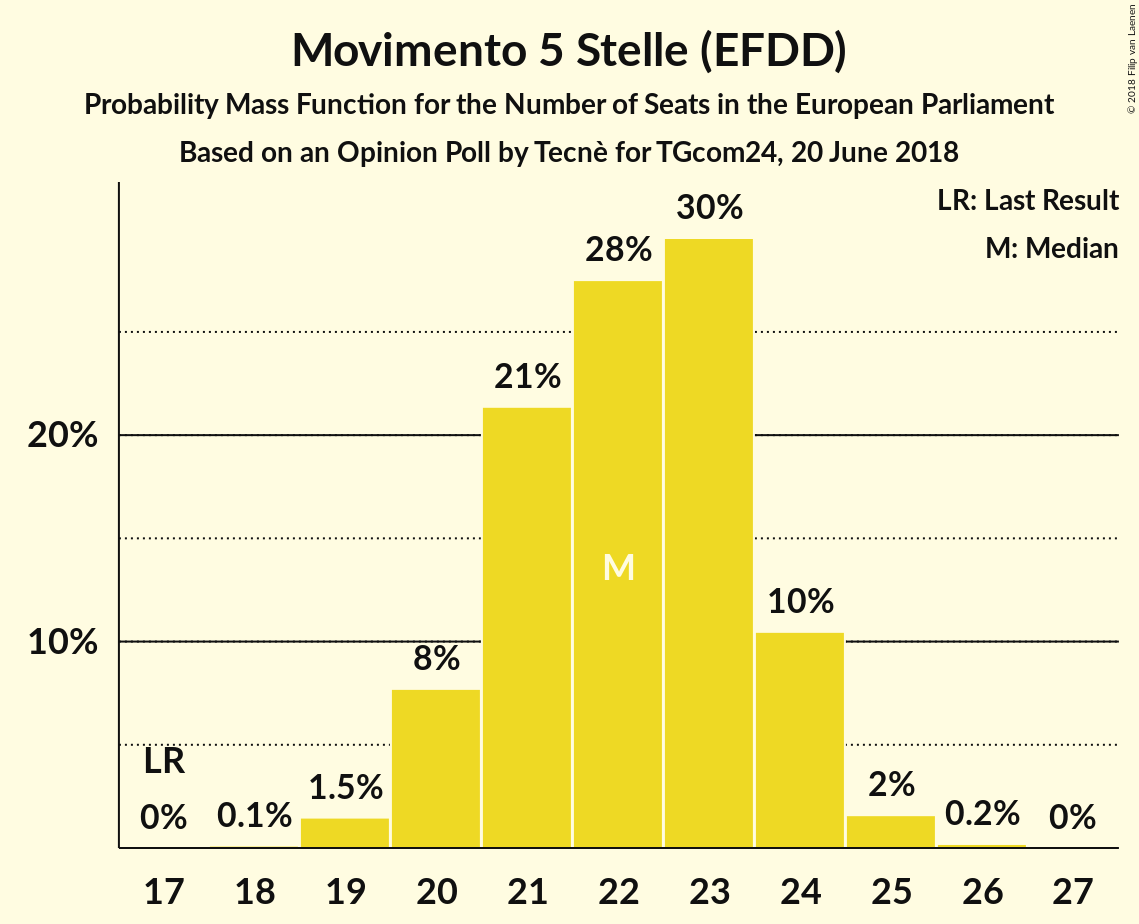 Movimento 5 Stelle (EFDD)
Probability Mass Function for the Number of Seats in the European Parliament
Based on an Opinion Poll by Tecnè for TGcom24, 20 June 2018
© 2018 Filip van Laenen
LR: Last Result
M: Median
30%
28%
21%
20%
M
10%
10%
8%
LR
1.5%
2%
0%
0.1%
0.2%
0%
17 18 19 20 21 22 23 24 25 26 27